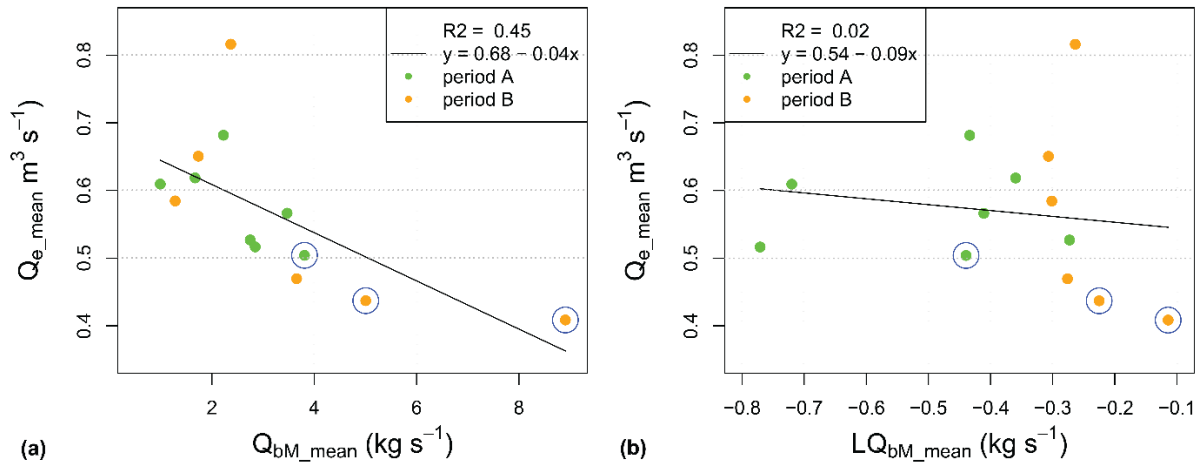 R2 = 0.45
y = 0.68 − 0.04x
period A
period B
0.8
0.7
0.6
0.5
0.4
Qe_mean m³ s⁻¹
2 4 6 8
(a)
QbM_mean (kg s⁻¹)
R2 = 0.02
y = 0.54 − 0.09x
period A
period B
0.8
0.7
0.6
0.5
0.4
Qe_mean m³ s⁻¹
−0.8 −0.7 −0.6 −0.5 −0.4 −0.3 −0.2 −0.1
(b)
LQbM_mean (kg s⁻¹)